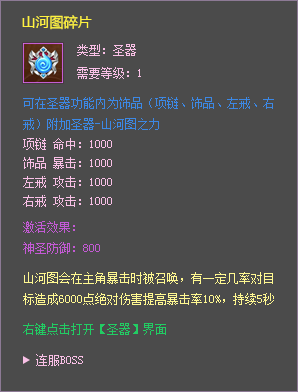 山河图碎片
类型：圣器
需要等级：1
可在圣器功能内为饰品（项链、饰品、左戒、右
戒）附加圣器-山河图之力
项链 命中：1000
饰品 暴击：1000
左戒 攻击：1000
右戒 攻击：1000
激活效果：
神圣防御：800
山河图会在主角暴击时被召唤，有一定几率对目
标造成6000点绝对伤害提高暴击率10%，持续5秒
右键点击打开【圣器】界面
▶ 连服BOSS